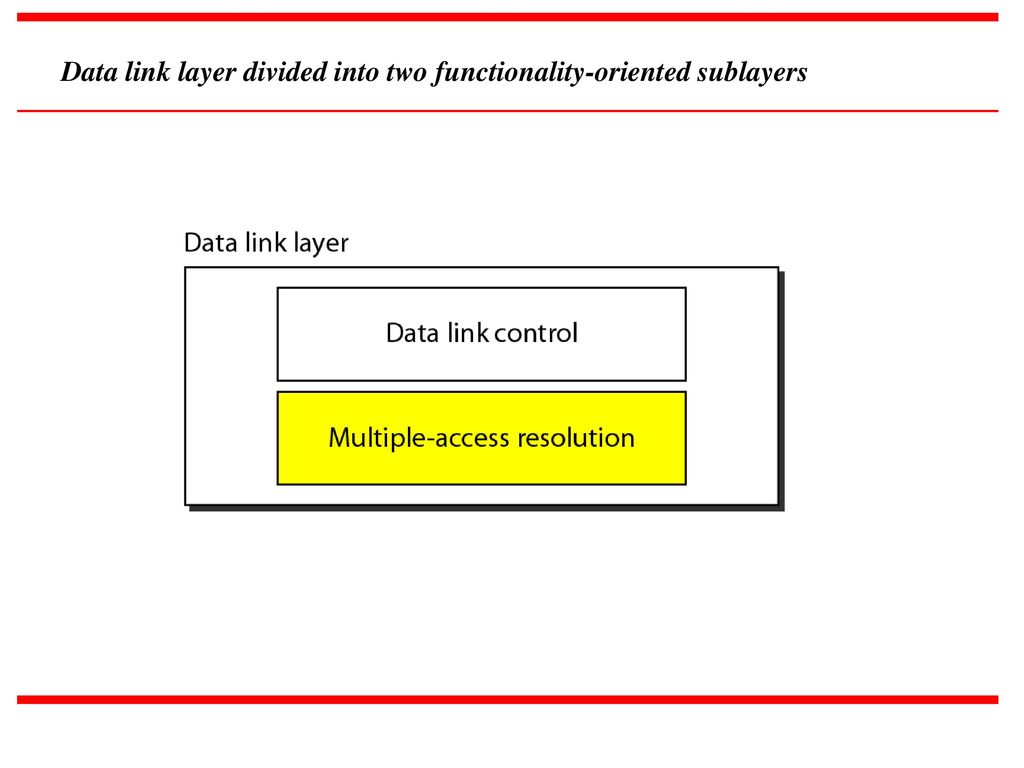 Data link layer divided into two functionality-oriented sublayers
Data link layer
Data link control
Multiple-access resolution